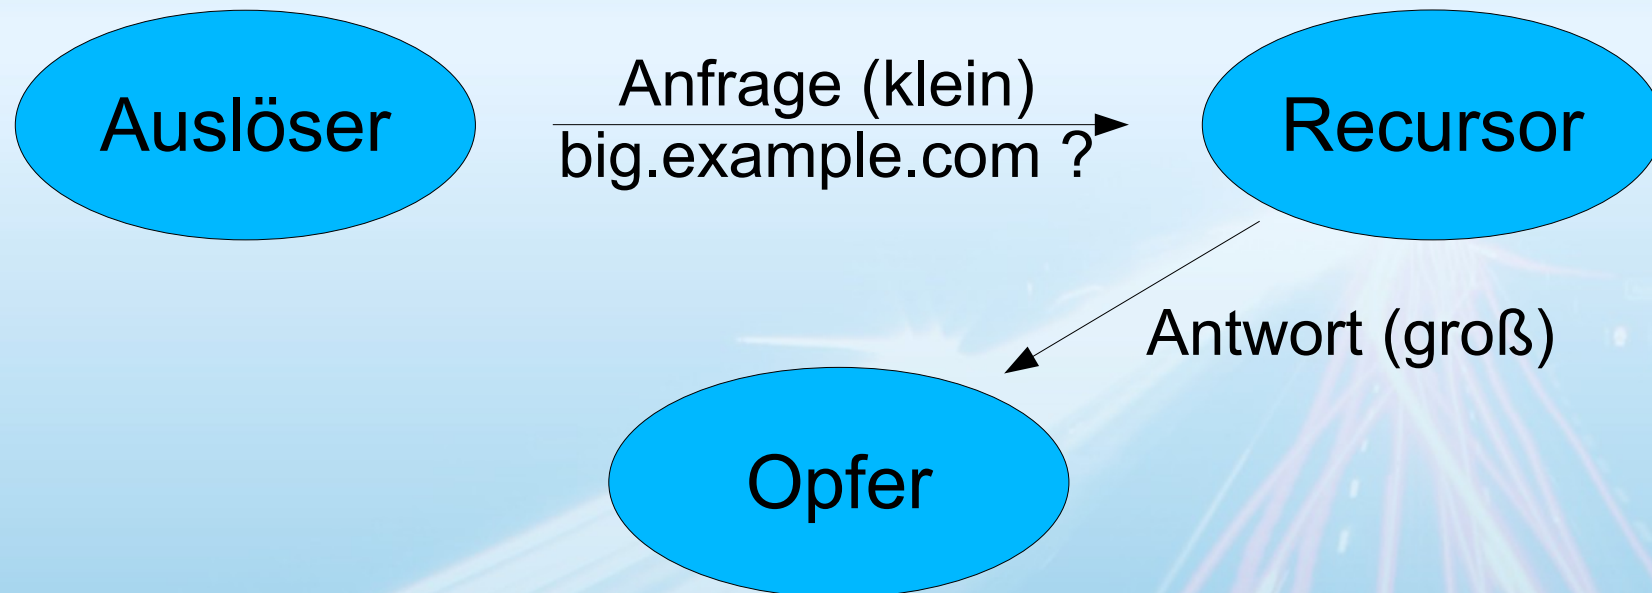 Auslöser
Anfrage (klein)
big.example.com ?
Recursor
Antwort (groß)
Opfer